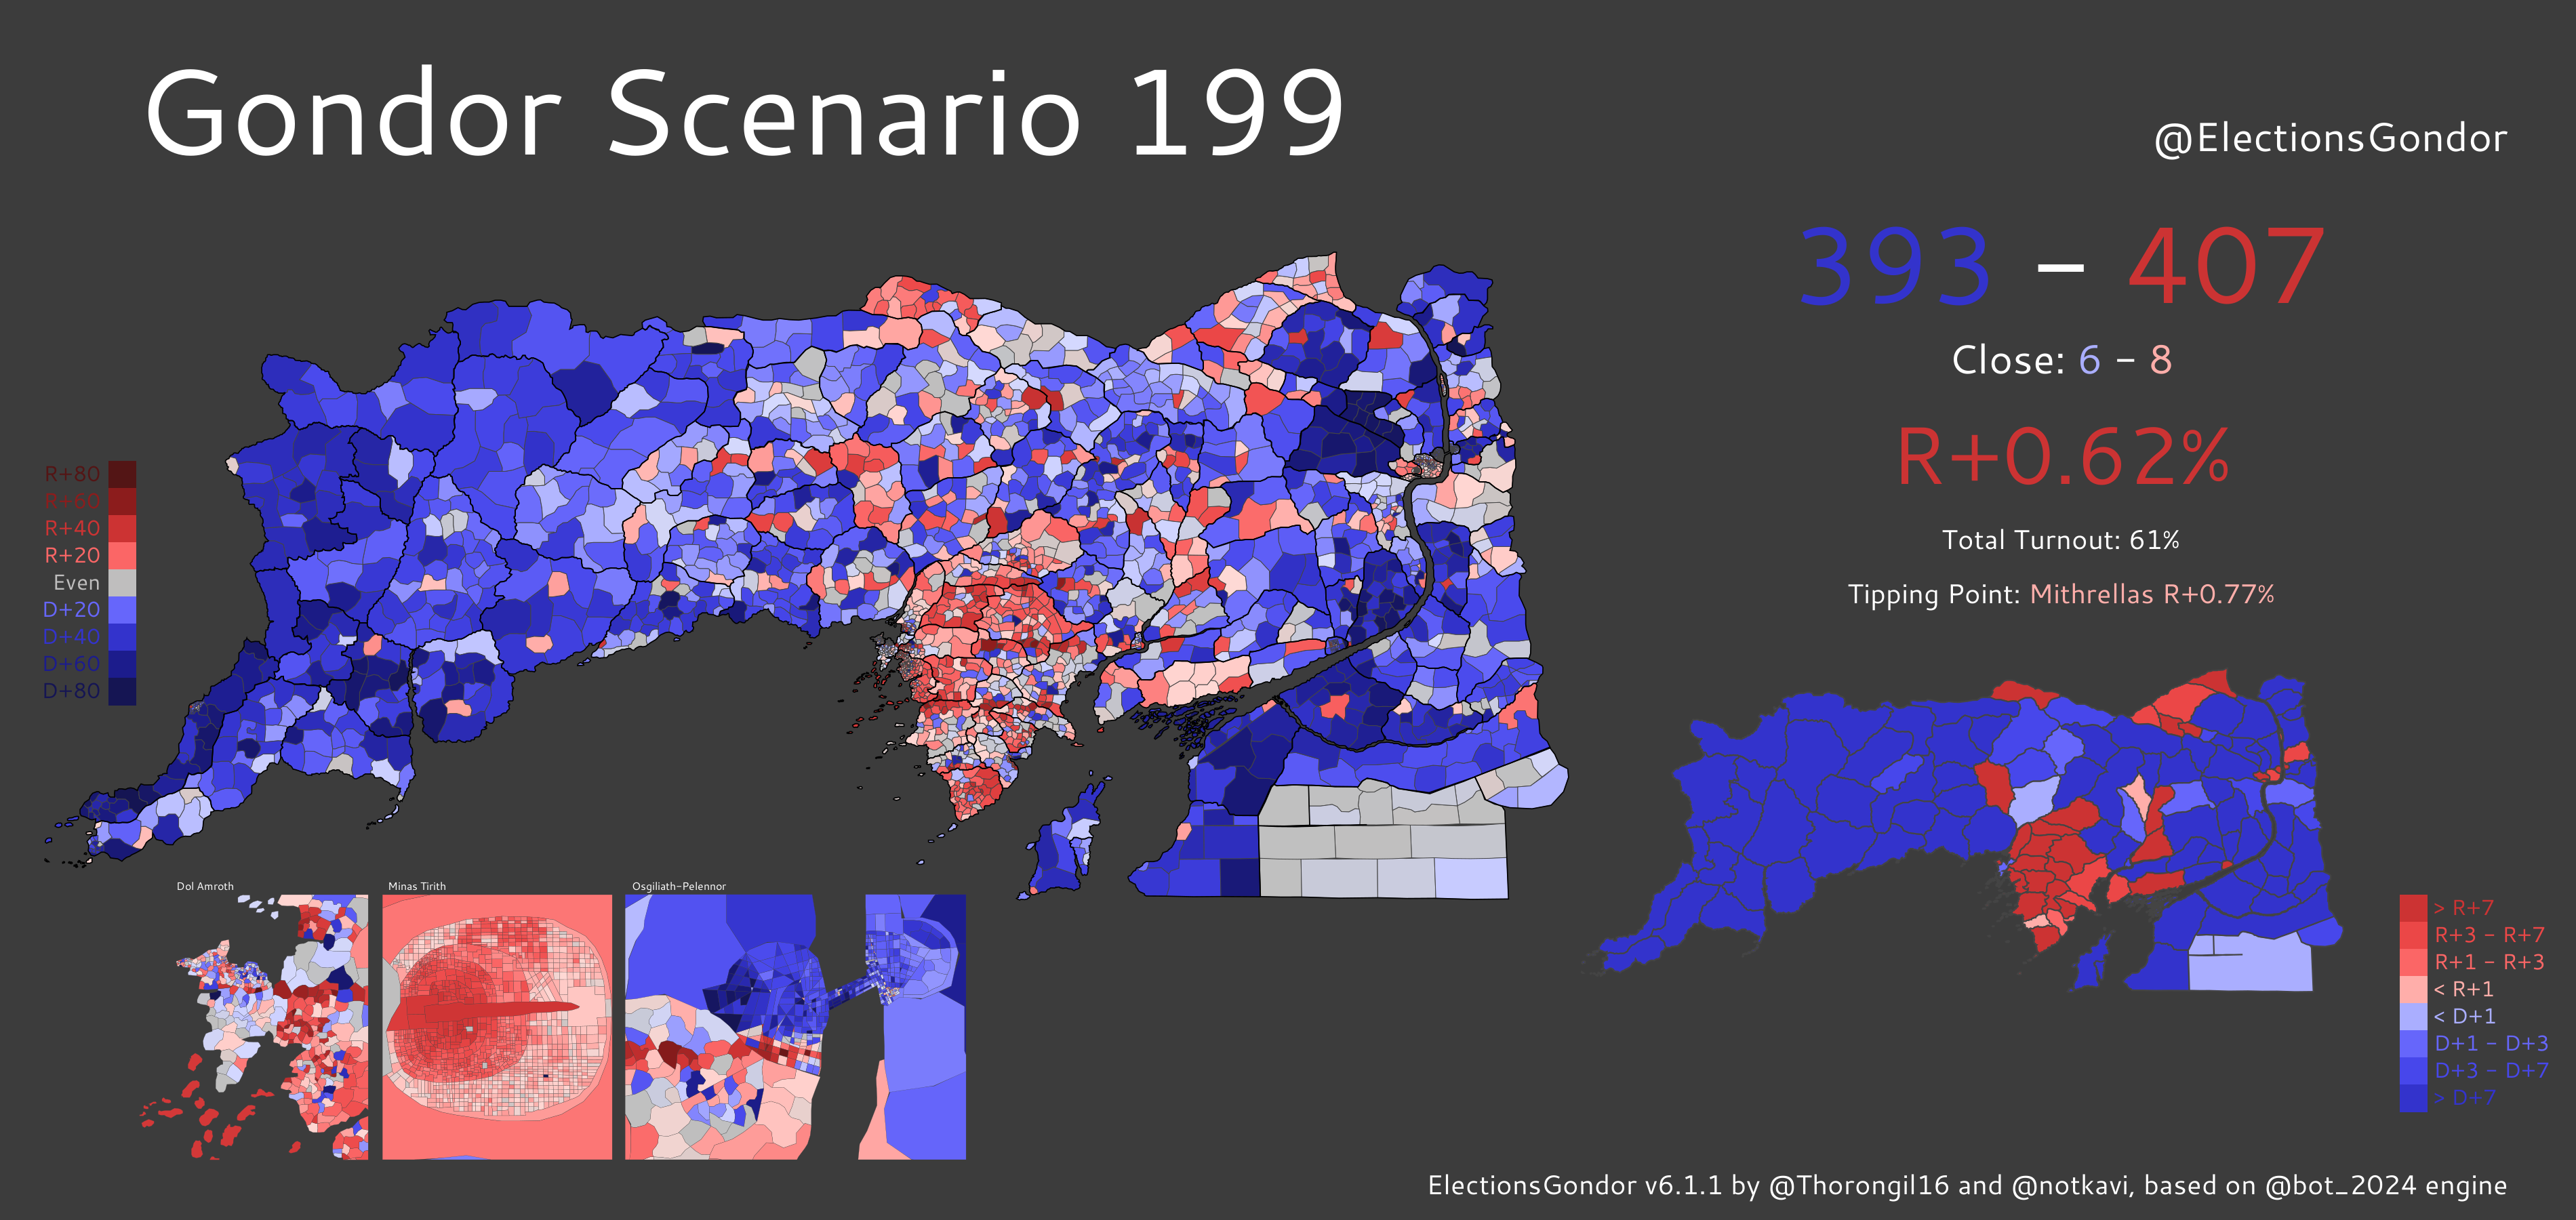 Gondor Scenario 199
@ElectionsGondor
393 – 407
Close: 6 - 8
R+0.62%
Total Turnout: 61%
Tipping Point: Mithrellas R+0.77%
R+80
R+60
R+40
R+20
Even
D+20
D+40
D+60
D+80
Dol Amroth
Minas Tirith
Osgiliath-Pelennor
> R+7
R+3 - R+7
R+1 - R+3
< R+1
< D+1
D+1 - D+3
D+3 - D+7
> D+7
ElectionsGondor v6.1.1 by @Thorongil16 and @notkavi, based on @bot_2024 engine